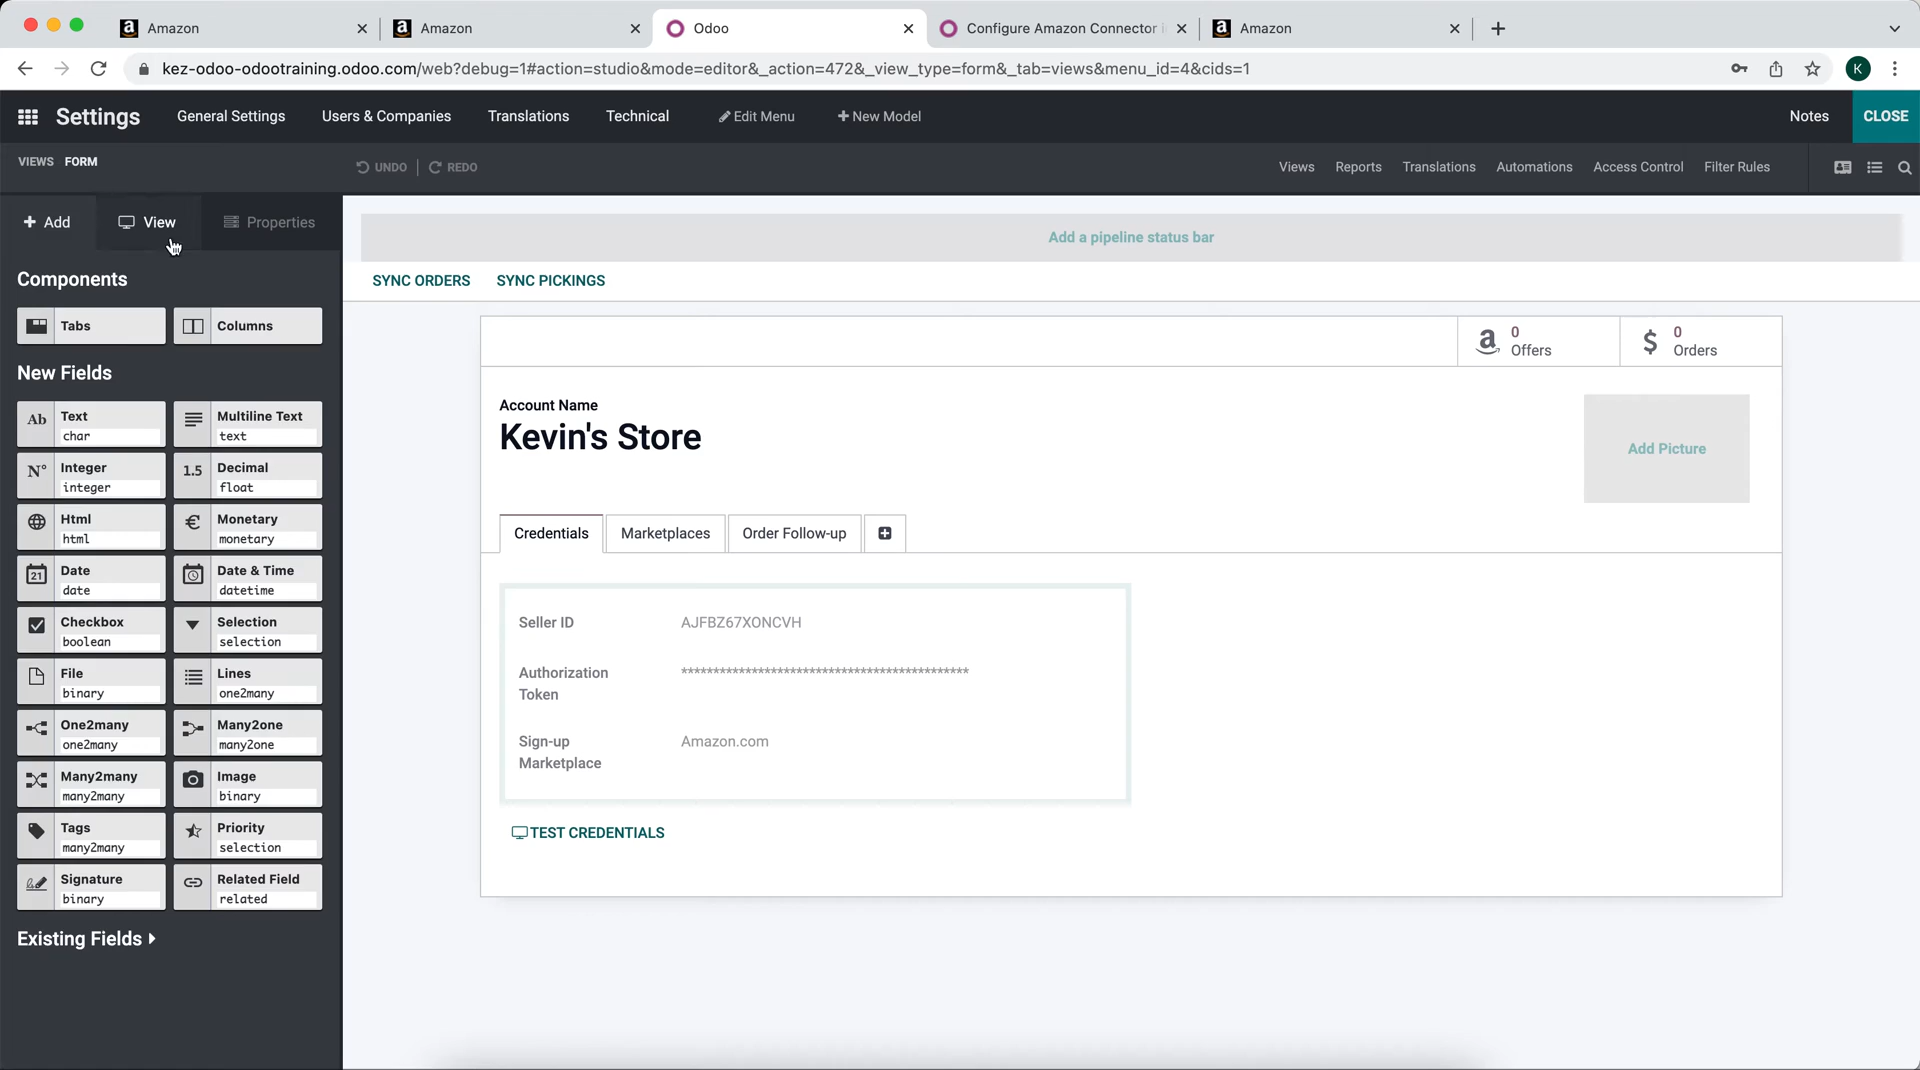 Amazon
Amazon
Odoo
Configure Amazon Connector i
Amazon
kez-odoo-odootraining.odoo.com/web?debug=1#action=studio&mode=editor&_action=472&_view_type=form&_tab=views&menu_id=4&cids=1
K
Settings
General Settings
Users & Companies
Translations
Technical
Edit Menu
New Model
Notes
CLOSE
VIEWS FORM
UNDO
REDO
Views
Reports
Translations
Automations
Access Control
Filter Rules
Add
View
Properties
Components
Tabs
Columns
New Fields
Ab
Text
char
Multiline Text
text
N°
Integer
integer
1.5
Decimal
float
Html
html
€
Monetary
monetary
21
Date
date
Date & Time
datetime
Checkbox
boolean
Selection
selection
File
binary
Lines
one2many
One2many
one2many
Many2one
many2one
Many2many
many2many
Image
binary
Tags
many2many
Priority
selection
Signature
binary
Related Field
related
Existing Fields
Add a pipeline status bar
SYNC ORDERS
SYNC PICKINGS
0
Offers
$
0
Orders
Account Name
Kevin's Store
Add Picture
Credentials
Marketplaces
Order Follow-up
Seller ID
AJFBZ67XONCVH
Authorization
Token
********************************************
Sign-up
Marketplace
Amazon.com
TEST CREDENTIALS